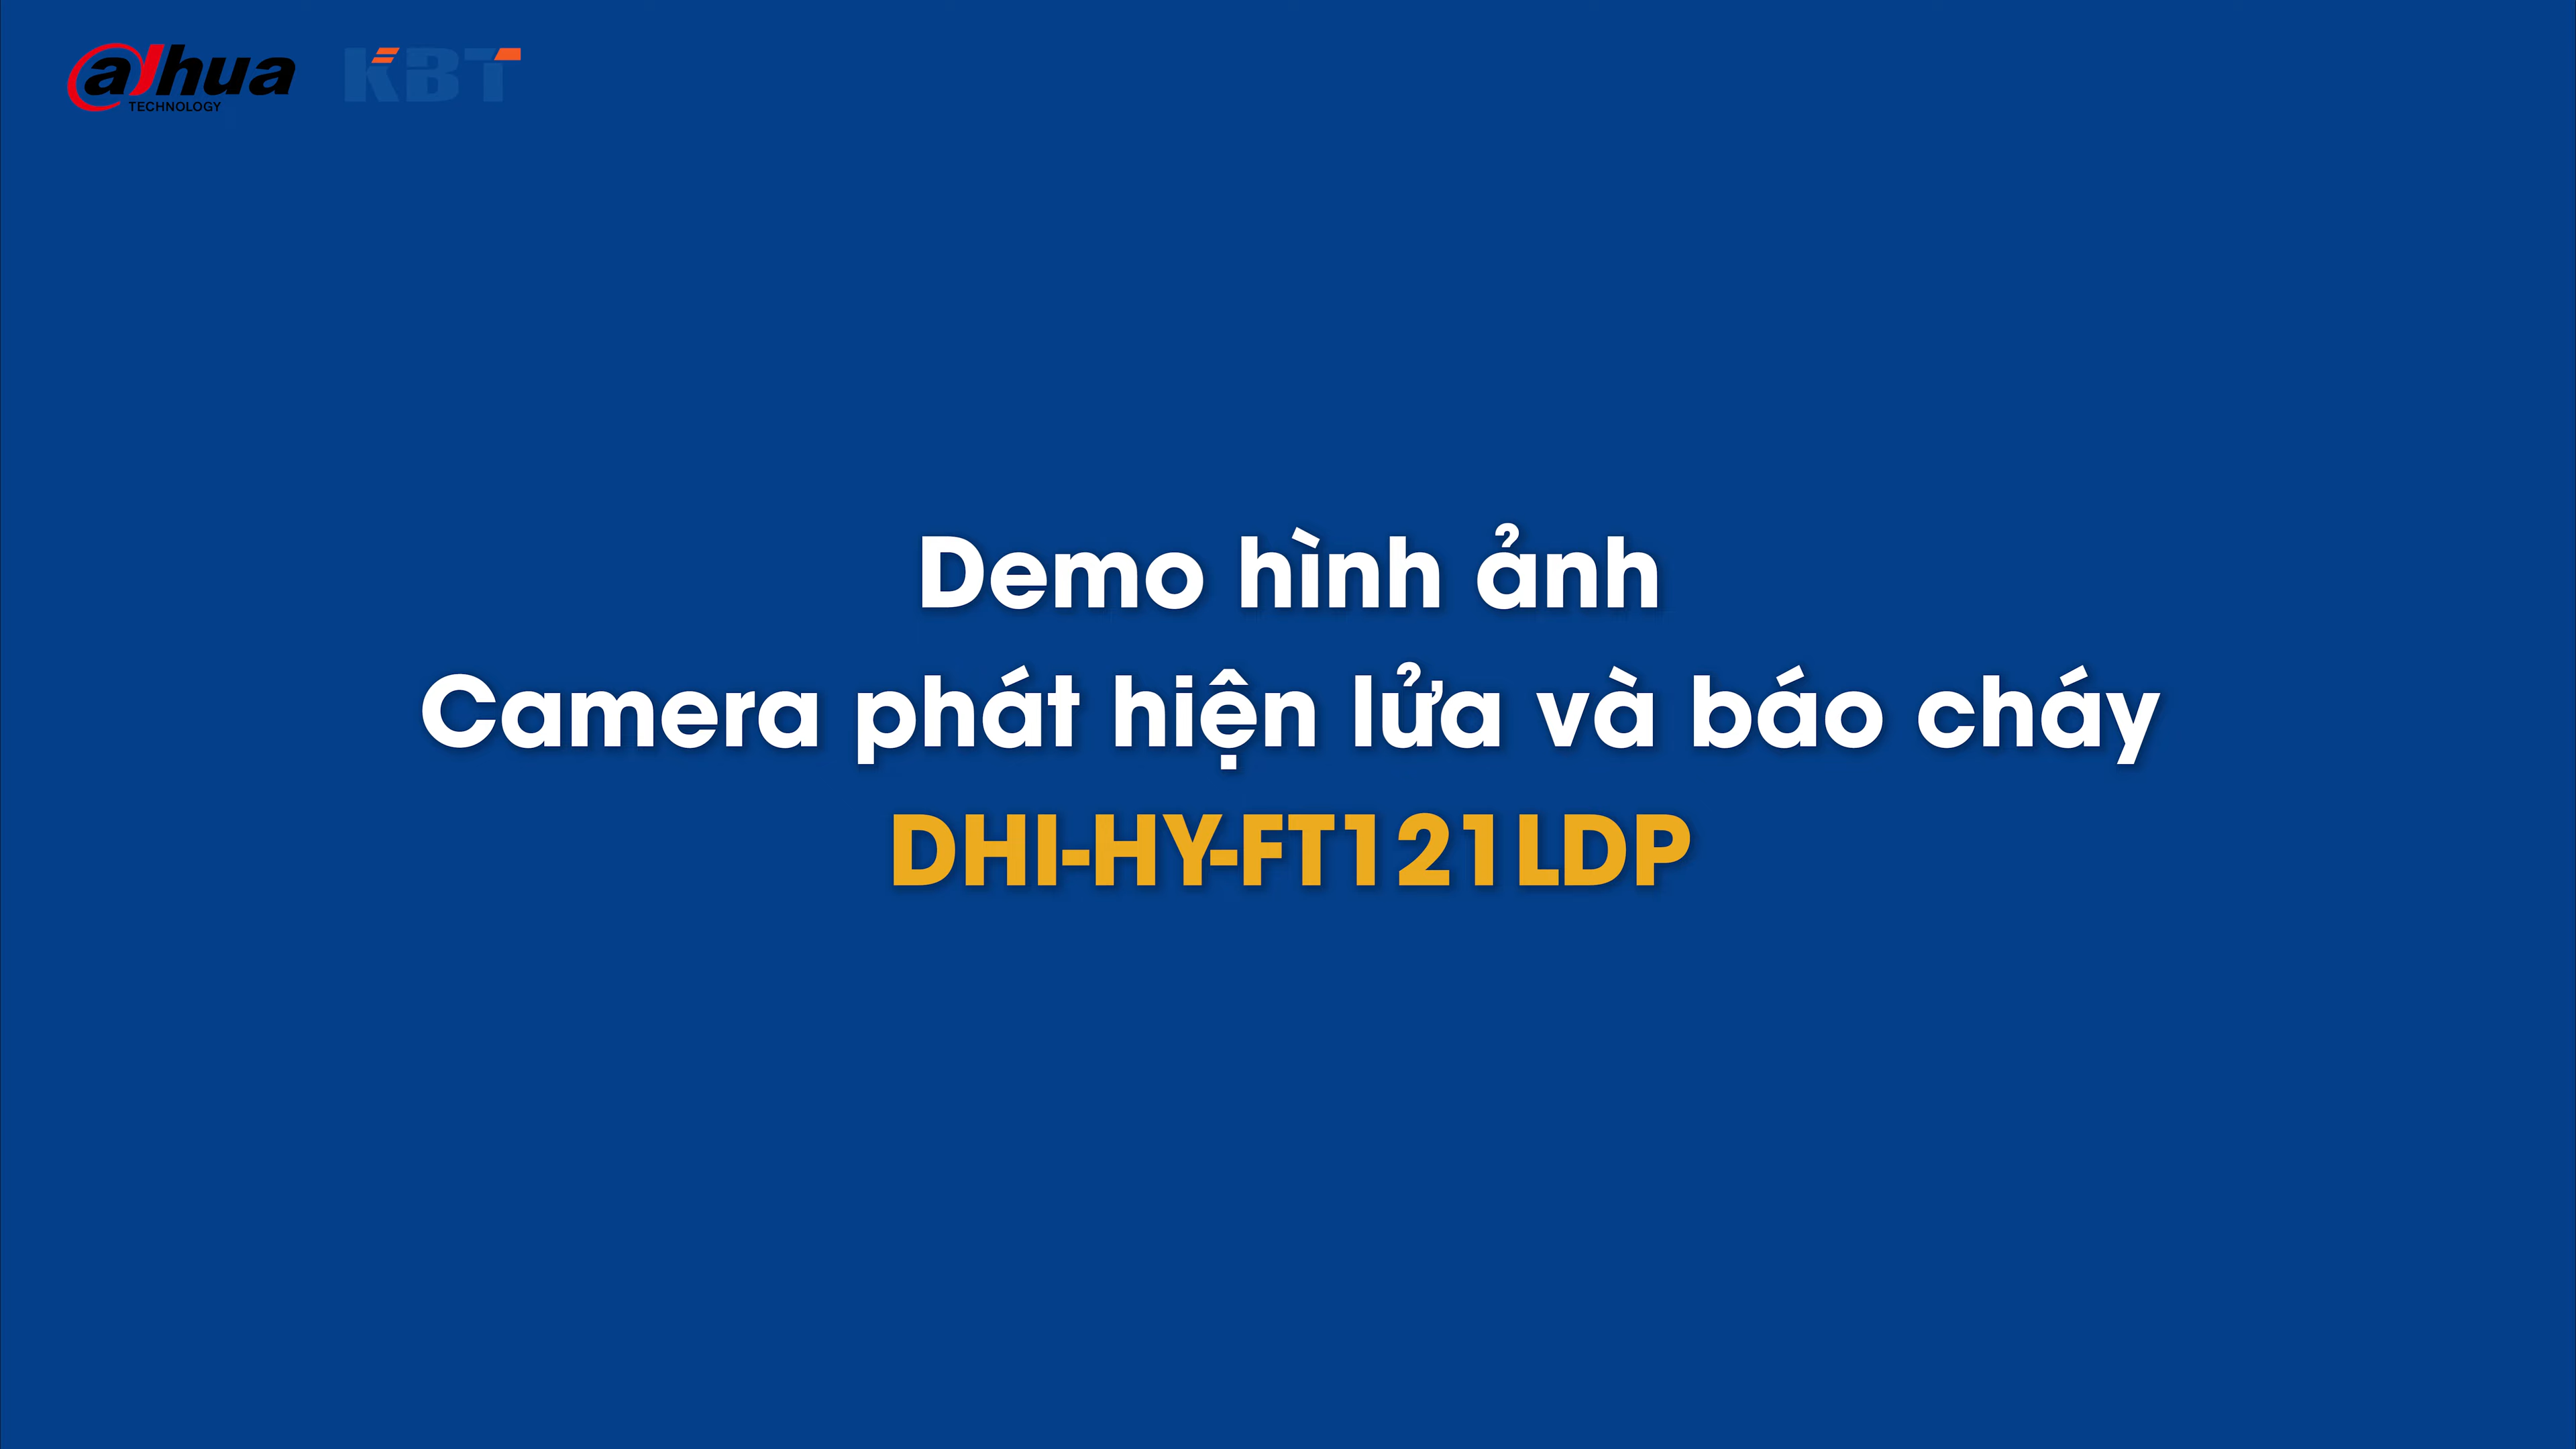 alhua
TECHNOLOGY
KBT
Demo hình ảnh
Camera phát hiện lửa và báo cháy
DHI-HY-FT121LDP